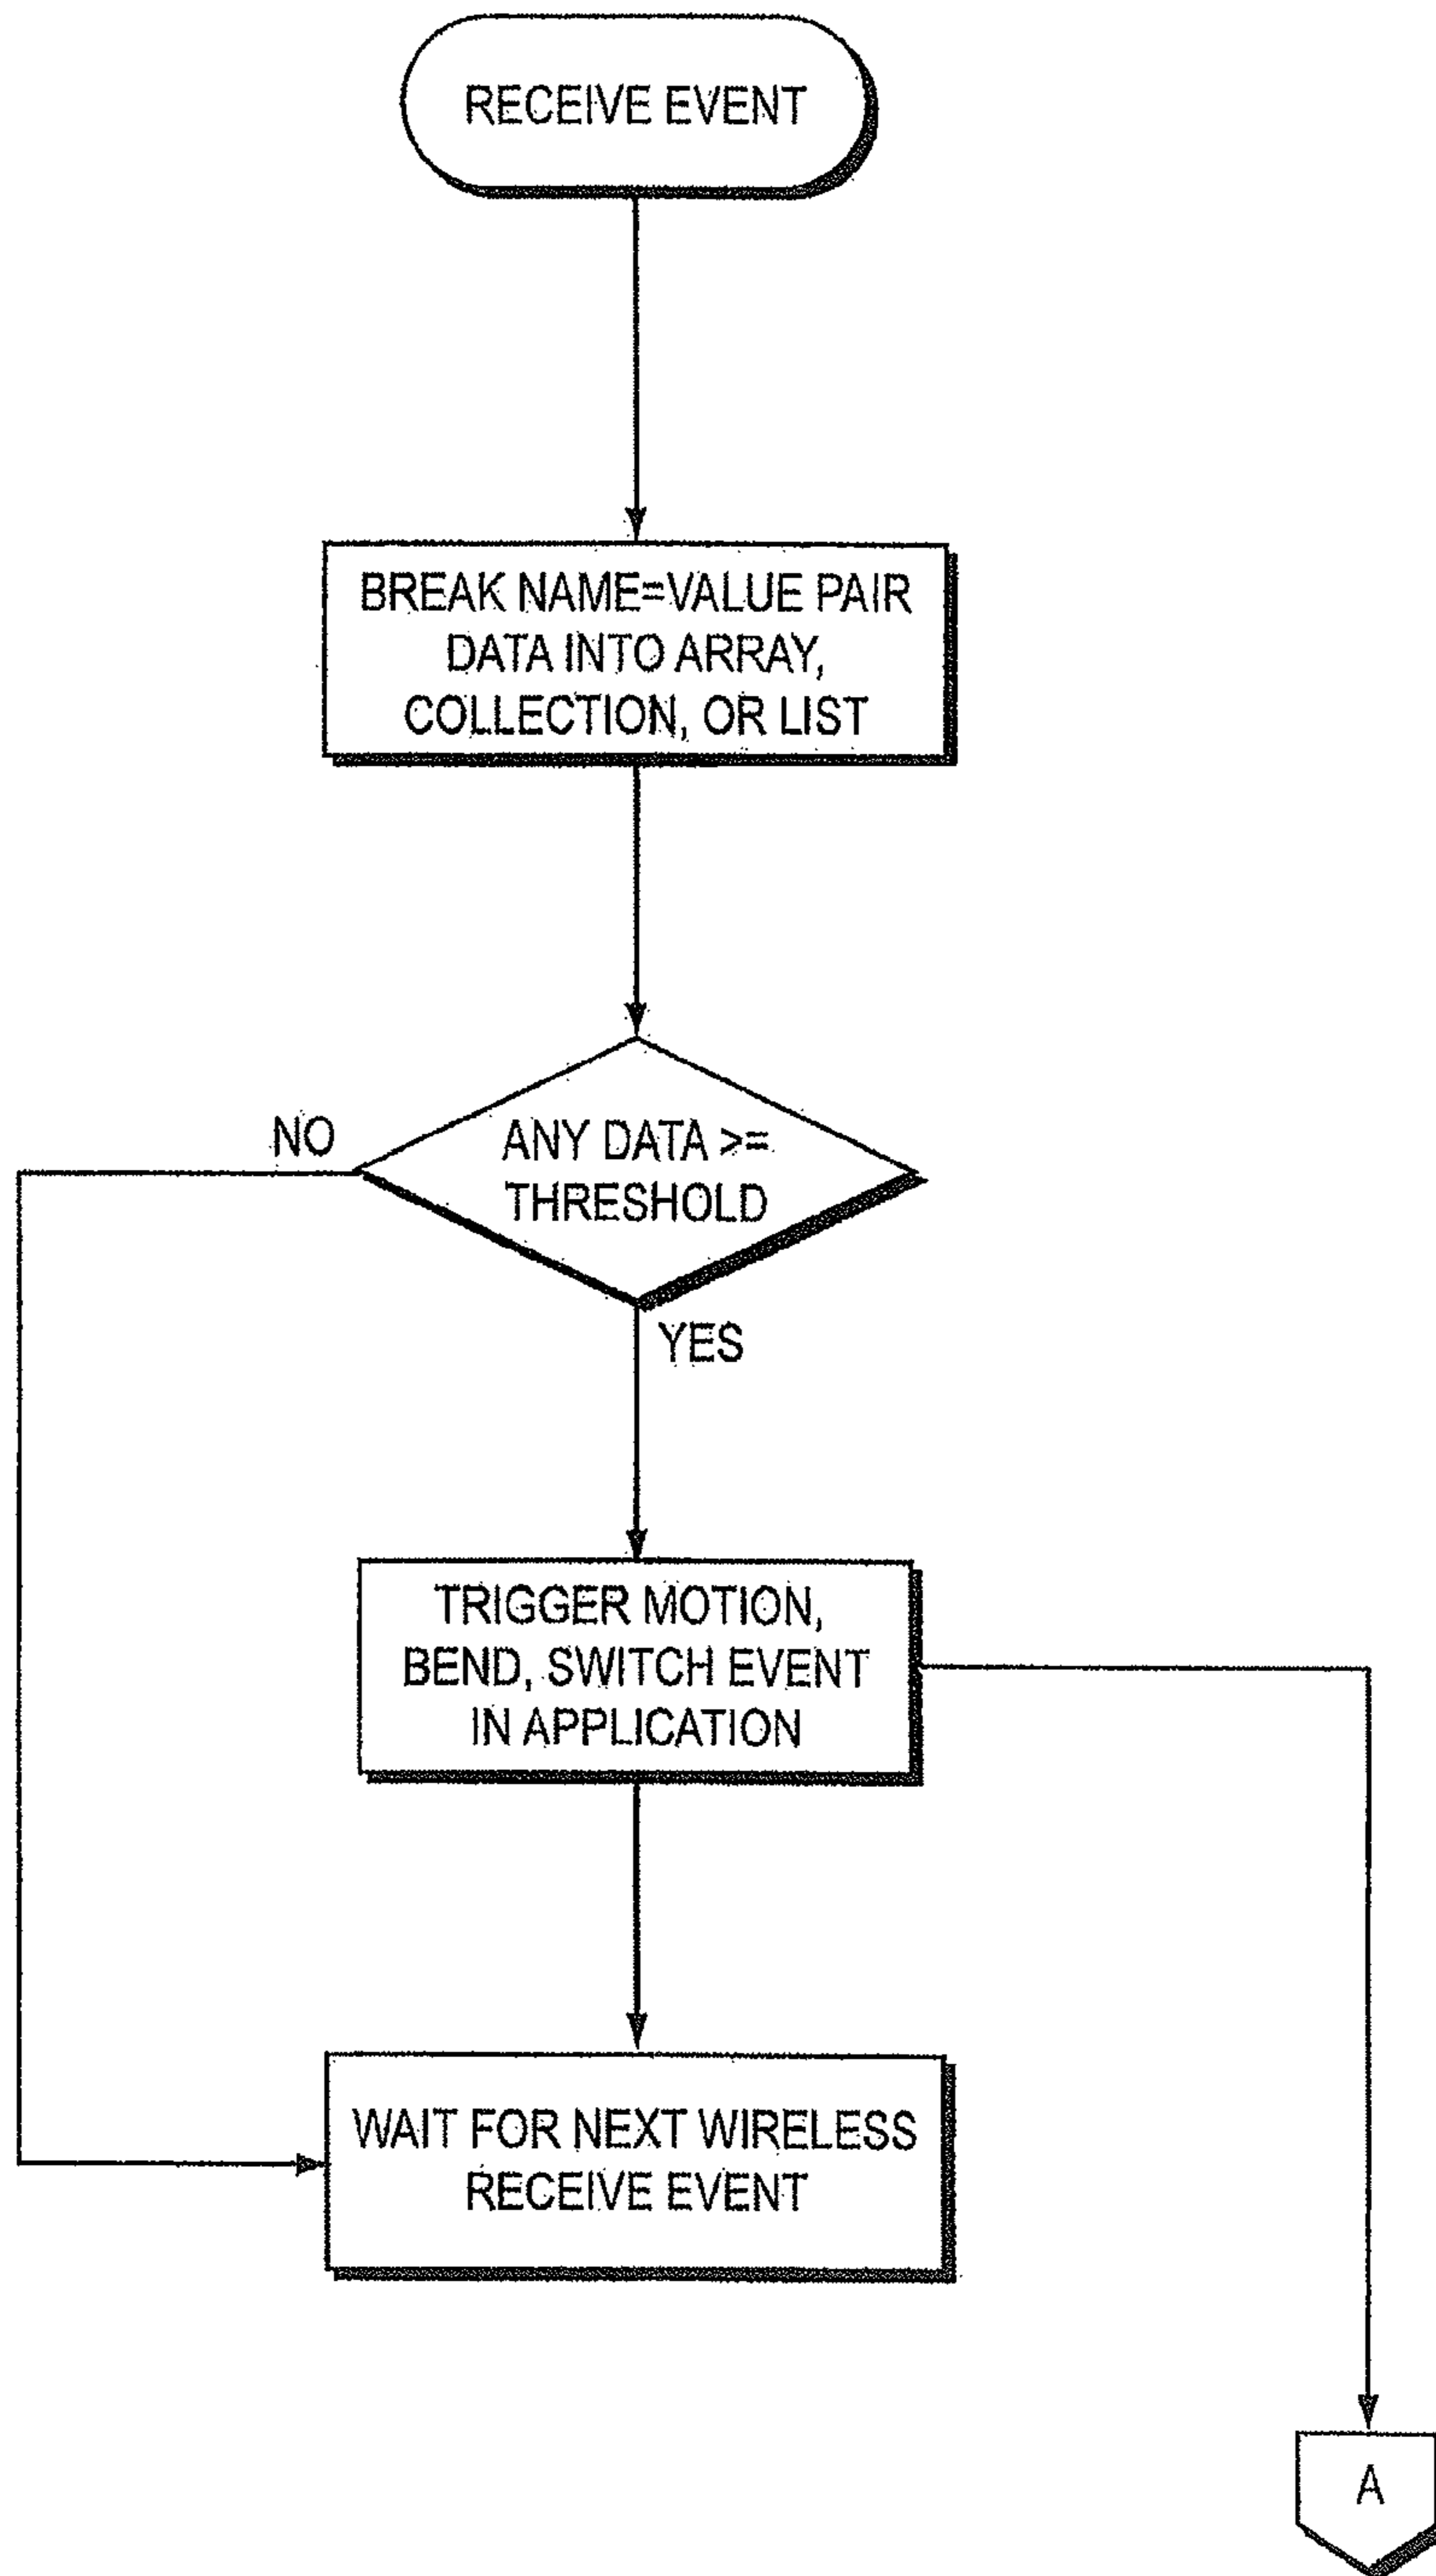 RECEIVE EVENT
BREAK NAME=VALUE PAIR
DATA INTO ARRAY,
COLLECTION, OR LIST
NO
ANY DATA >=
THRESHOLD
YES
TRIGGER MOTION,
BEND, SWITCH EVENT
IN APPLICATION
WAIT FOR NEXT WIRELESS
RECEIVE EVENT
A